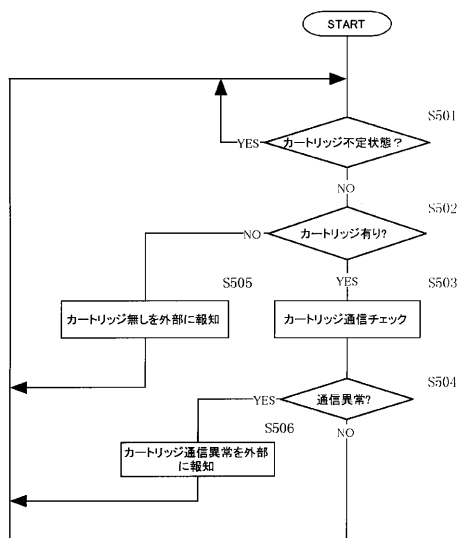 START
S501
カートリッジ不定状態？
YES
NO
S502
カートリッジ有り?
NO
YES
S505
S503
カートリッジ無しを外部に報知
カートリッジ通信チェック
S504
通信異常?
YES
NO
S506
カートリッジ通信異常を外部
に報知